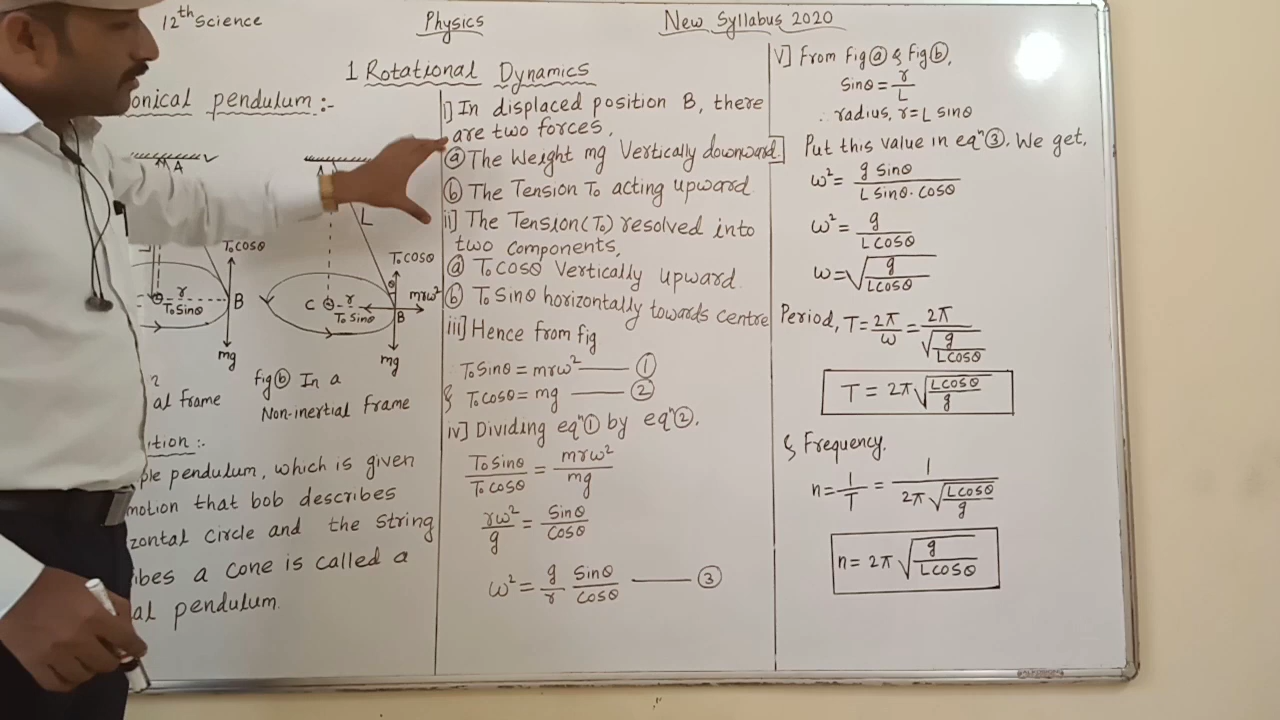 12th Science
Physics
New Syllabus 2020
1 Rotational Dynamics
onical pendulum :-
A
T₀cosθ
r
T₀sinθ
B
mg
al frame
L
T₀cosθ
θ
C
r
mrω²
T₀sinθ
B
mg
fig ⓑ In a
Non-inertial frame
ition :-
ple pendulum, which is given
motion that bob describes
zontal circle and the string
ibes a cone is called a
al pendulum.
i] In displaced position B, there
are two forces,
ⓐ The Weight mg Vertically downward.
ⓑ The Tension T₀ acting upward
ii] The Tension (T₀) resolved into
two components,
ⓐ T₀cosθ Vertically upward.
ⓑ T₀ sinθ horizontally towards centre
iii] Hence from fig
T₀sinθ = mrω² —— ①
& T₀cosθ = mg —— ②
iv] Dividing eqⁿ① by eqⁿ②.
T₀sinθ / T₀cosθ = mrω² / mg
rω² / g = sinθ / cosθ
ω² = g/r sinθ/cosθ —— ③
V] From fig ⓐ & fig ⓑ,
sinθ = r/L
∴ radius, r = L sinθ
Put this value in eqⁿ③. We get,
ω² = g sinθ / L sinθ · cosθ
ω² = g / L cosθ
ω = √(g / L cosθ)
Period, T = 2π/ω = 2π / √(g / L cosθ)
T = 2π √(L cosθ / g)
& Frequency.
n = 1/T = 1 / 2π √(L cosθ / g)
n = 2π √(g / L cosθ)